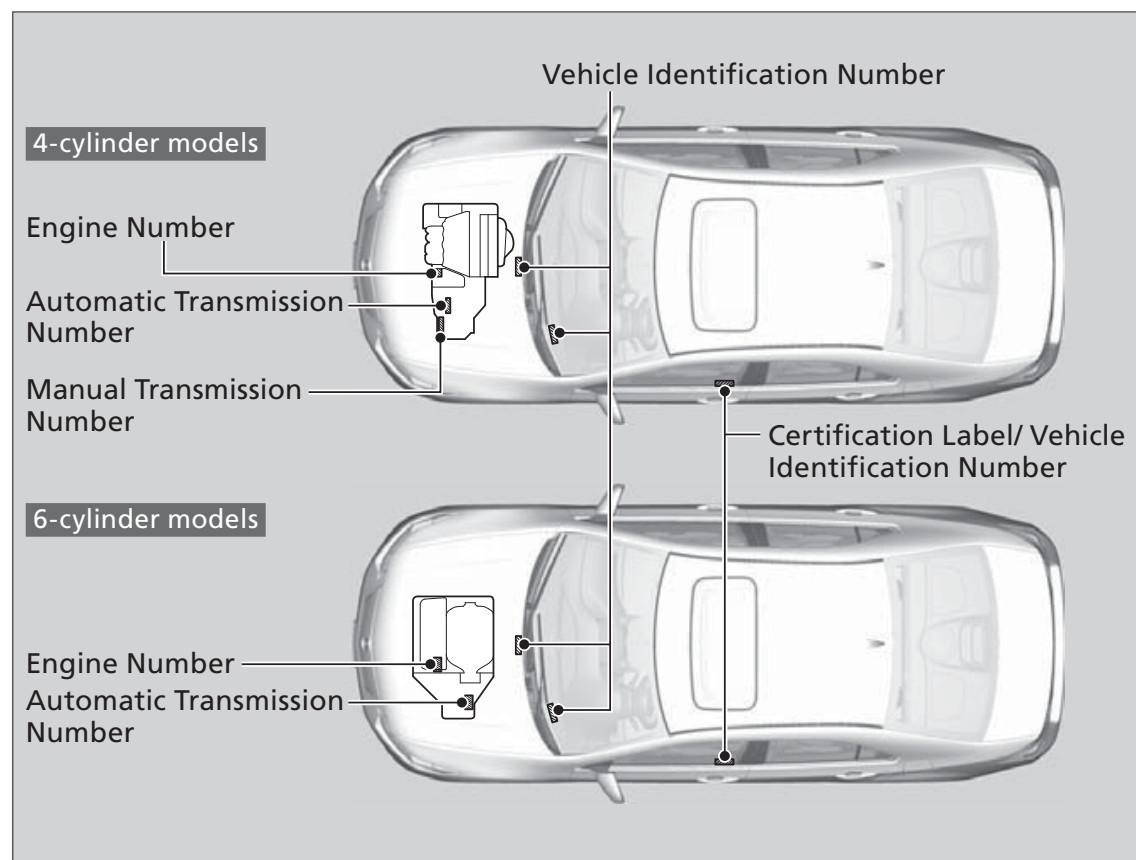 Vehicle Identification Number
4-cylinder models
Engine Number
Automatic Transmission
Number
Manual Transmission
Number
Certification Label/ Vehicle
Identification Number
6-cylinder models
Engine Number
Automatic Transmission
Number